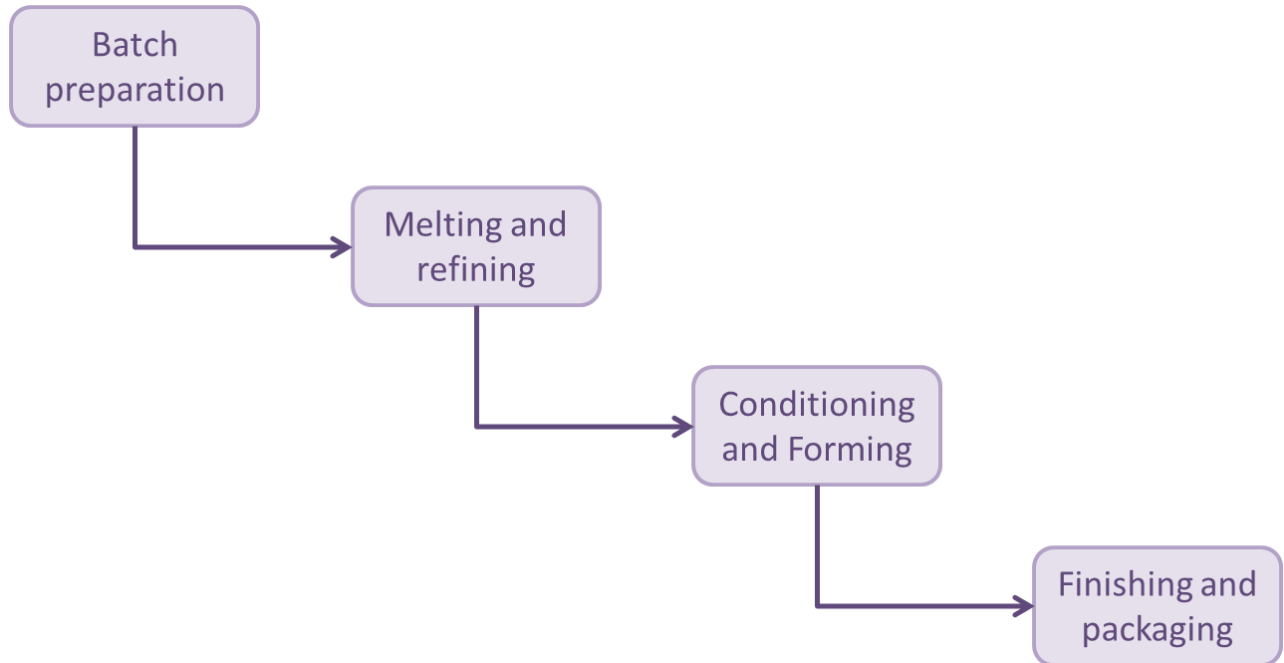 Batch
preparation
Melting and
refining
Conditioning
and Forming
Finishing and
packaging